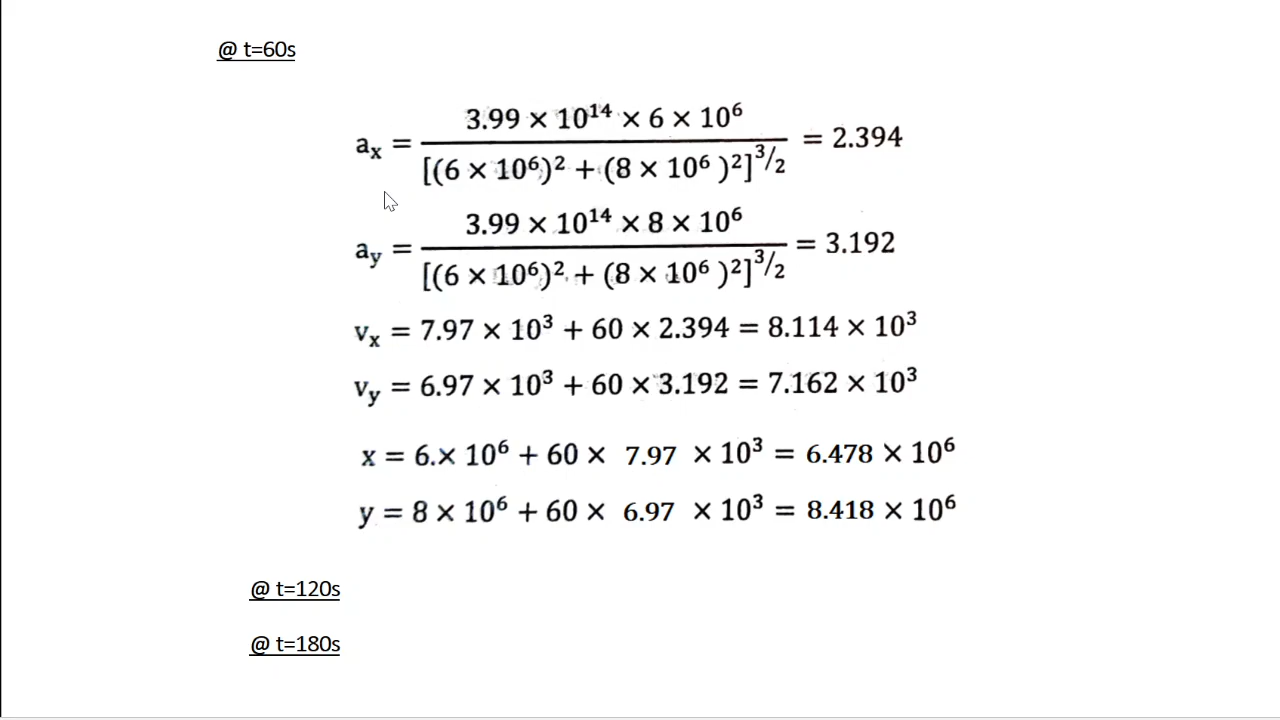 @ t=60s
aₓ = 3.99 × 10¹⁴ × 6 × 10⁶ / [(6 × 10⁶)² + (8 × 10⁶ )²]^3/2 = 2.394
a_y = 3.99 × 10¹⁴ × 8 × 10⁶ / [(6 × 10⁶)² + (8 × 10⁶ )²]^3/2 = 3.192
vₓ = 7.97 × 10³ + 60 × 2.394 = 8.114 × 10³
v_y = 6.97 × 10³ + 60 × 3.192 = 7.162 × 10³
x = 6.× 10⁶ + 60 × 7.97 × 10³ = 6.478 × 10⁶
y = 8 × 10⁶ + 60 × 6.97 × 10³ = 8.418 × 10⁶
@ t=120s
@ t=180s